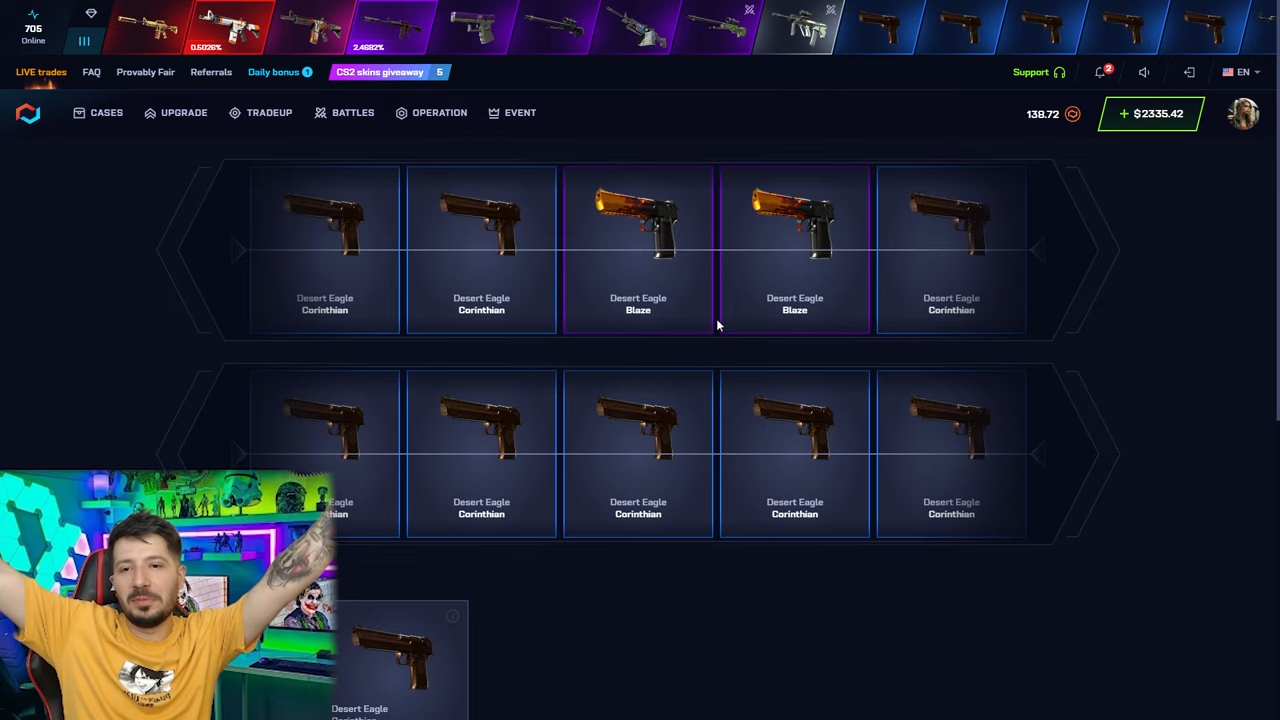 705
Online
0.5026%
2.4682%
LIVE trades
FAQ
Provably Fair
Referrals
Daily bonus 1
CS2 skins giveaway 5
Support
2
EN
CASES
UPGRADE
TRADEUP
BATTLES
OPERATION
EVENT
138.72
+ $2335.42
Desert Eagle
Corinthian
Desert Eagle
Corinthian
Desert Eagle
Blaze
Desert Eagle
Blaze
Desert Eagle
Corinthian
Desert Eagle
Corinthian
Desert Eagle
Corinthian
Desert Eagle
Corinthian
Desert Eagle
Corinthian
Desert Eagle